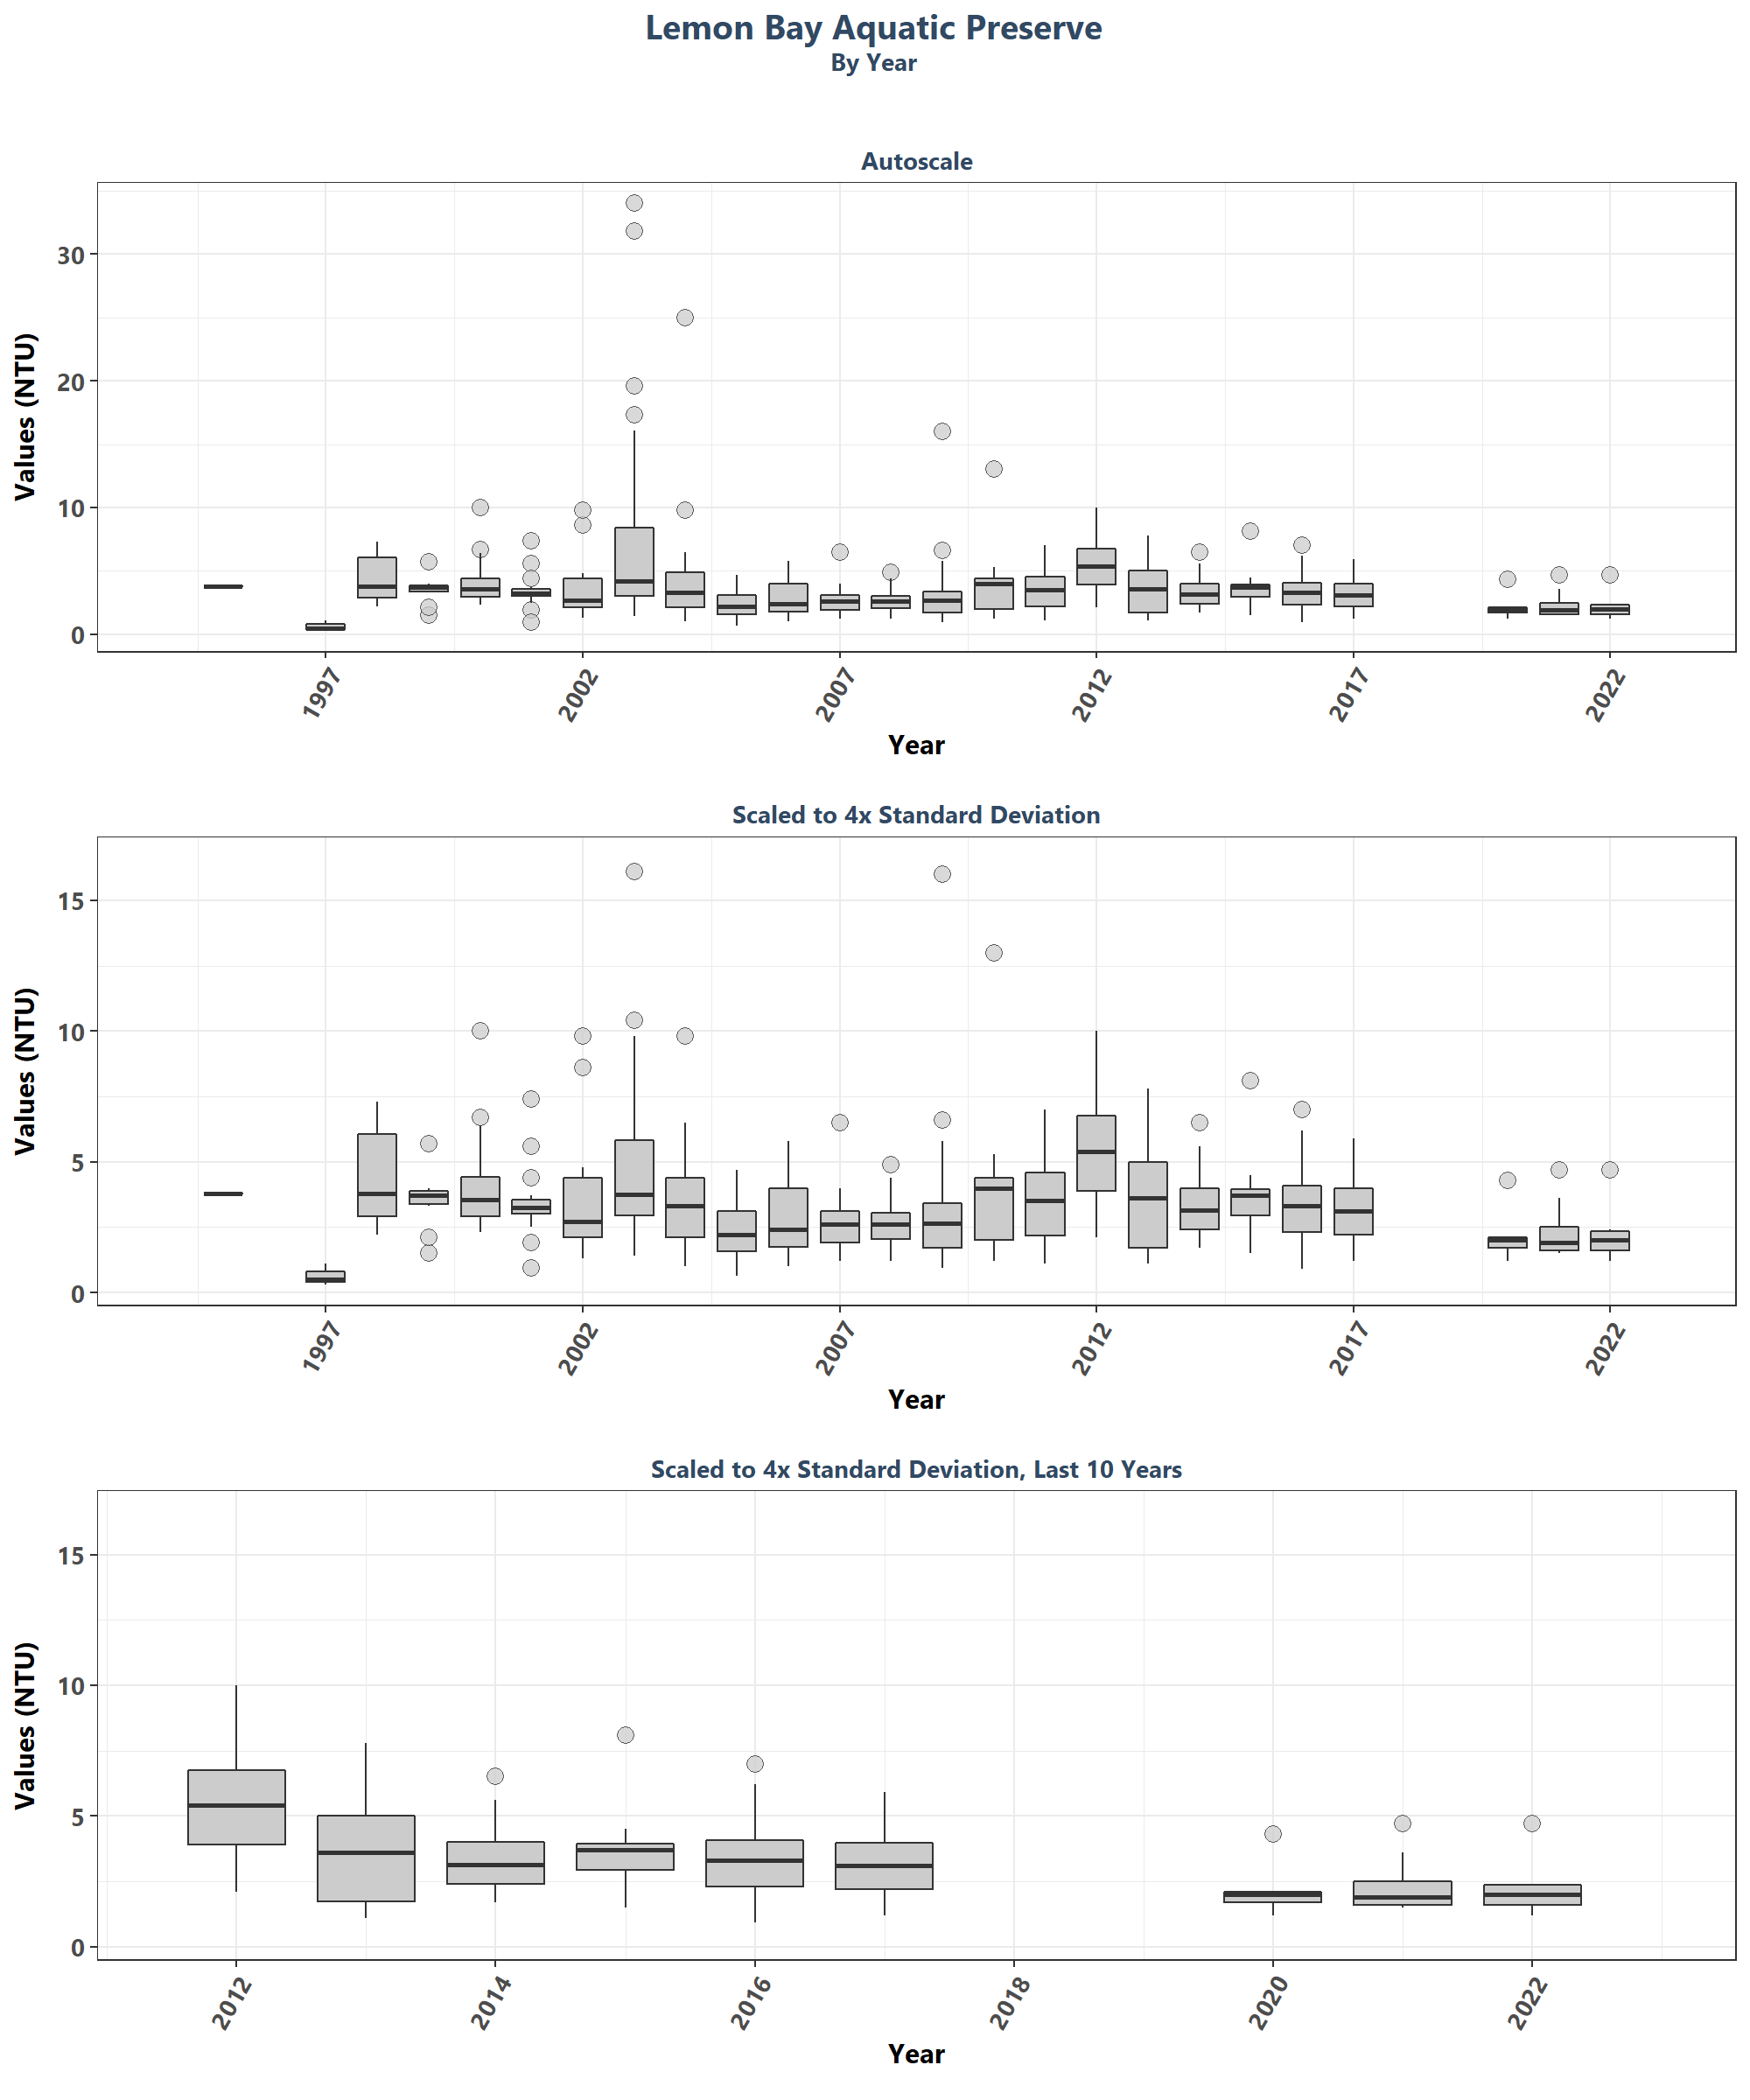 Lemon Bay Aquatic Preserve
By Year
Autoscale
Values (NTU)
30
20
10
0
1997 2002 2007 2012 2017 2022
Year
Scaled to 4x Standard Deviation
Values (NTU)
15
10
5
0
1997 2002 2007 2012 2017 2022
Year
Scaled to 4x Standard Deviation, Last 10 Years
Values (NTU)
15
10
5
0
2012 2014 2016 2018 2020 2022
Year